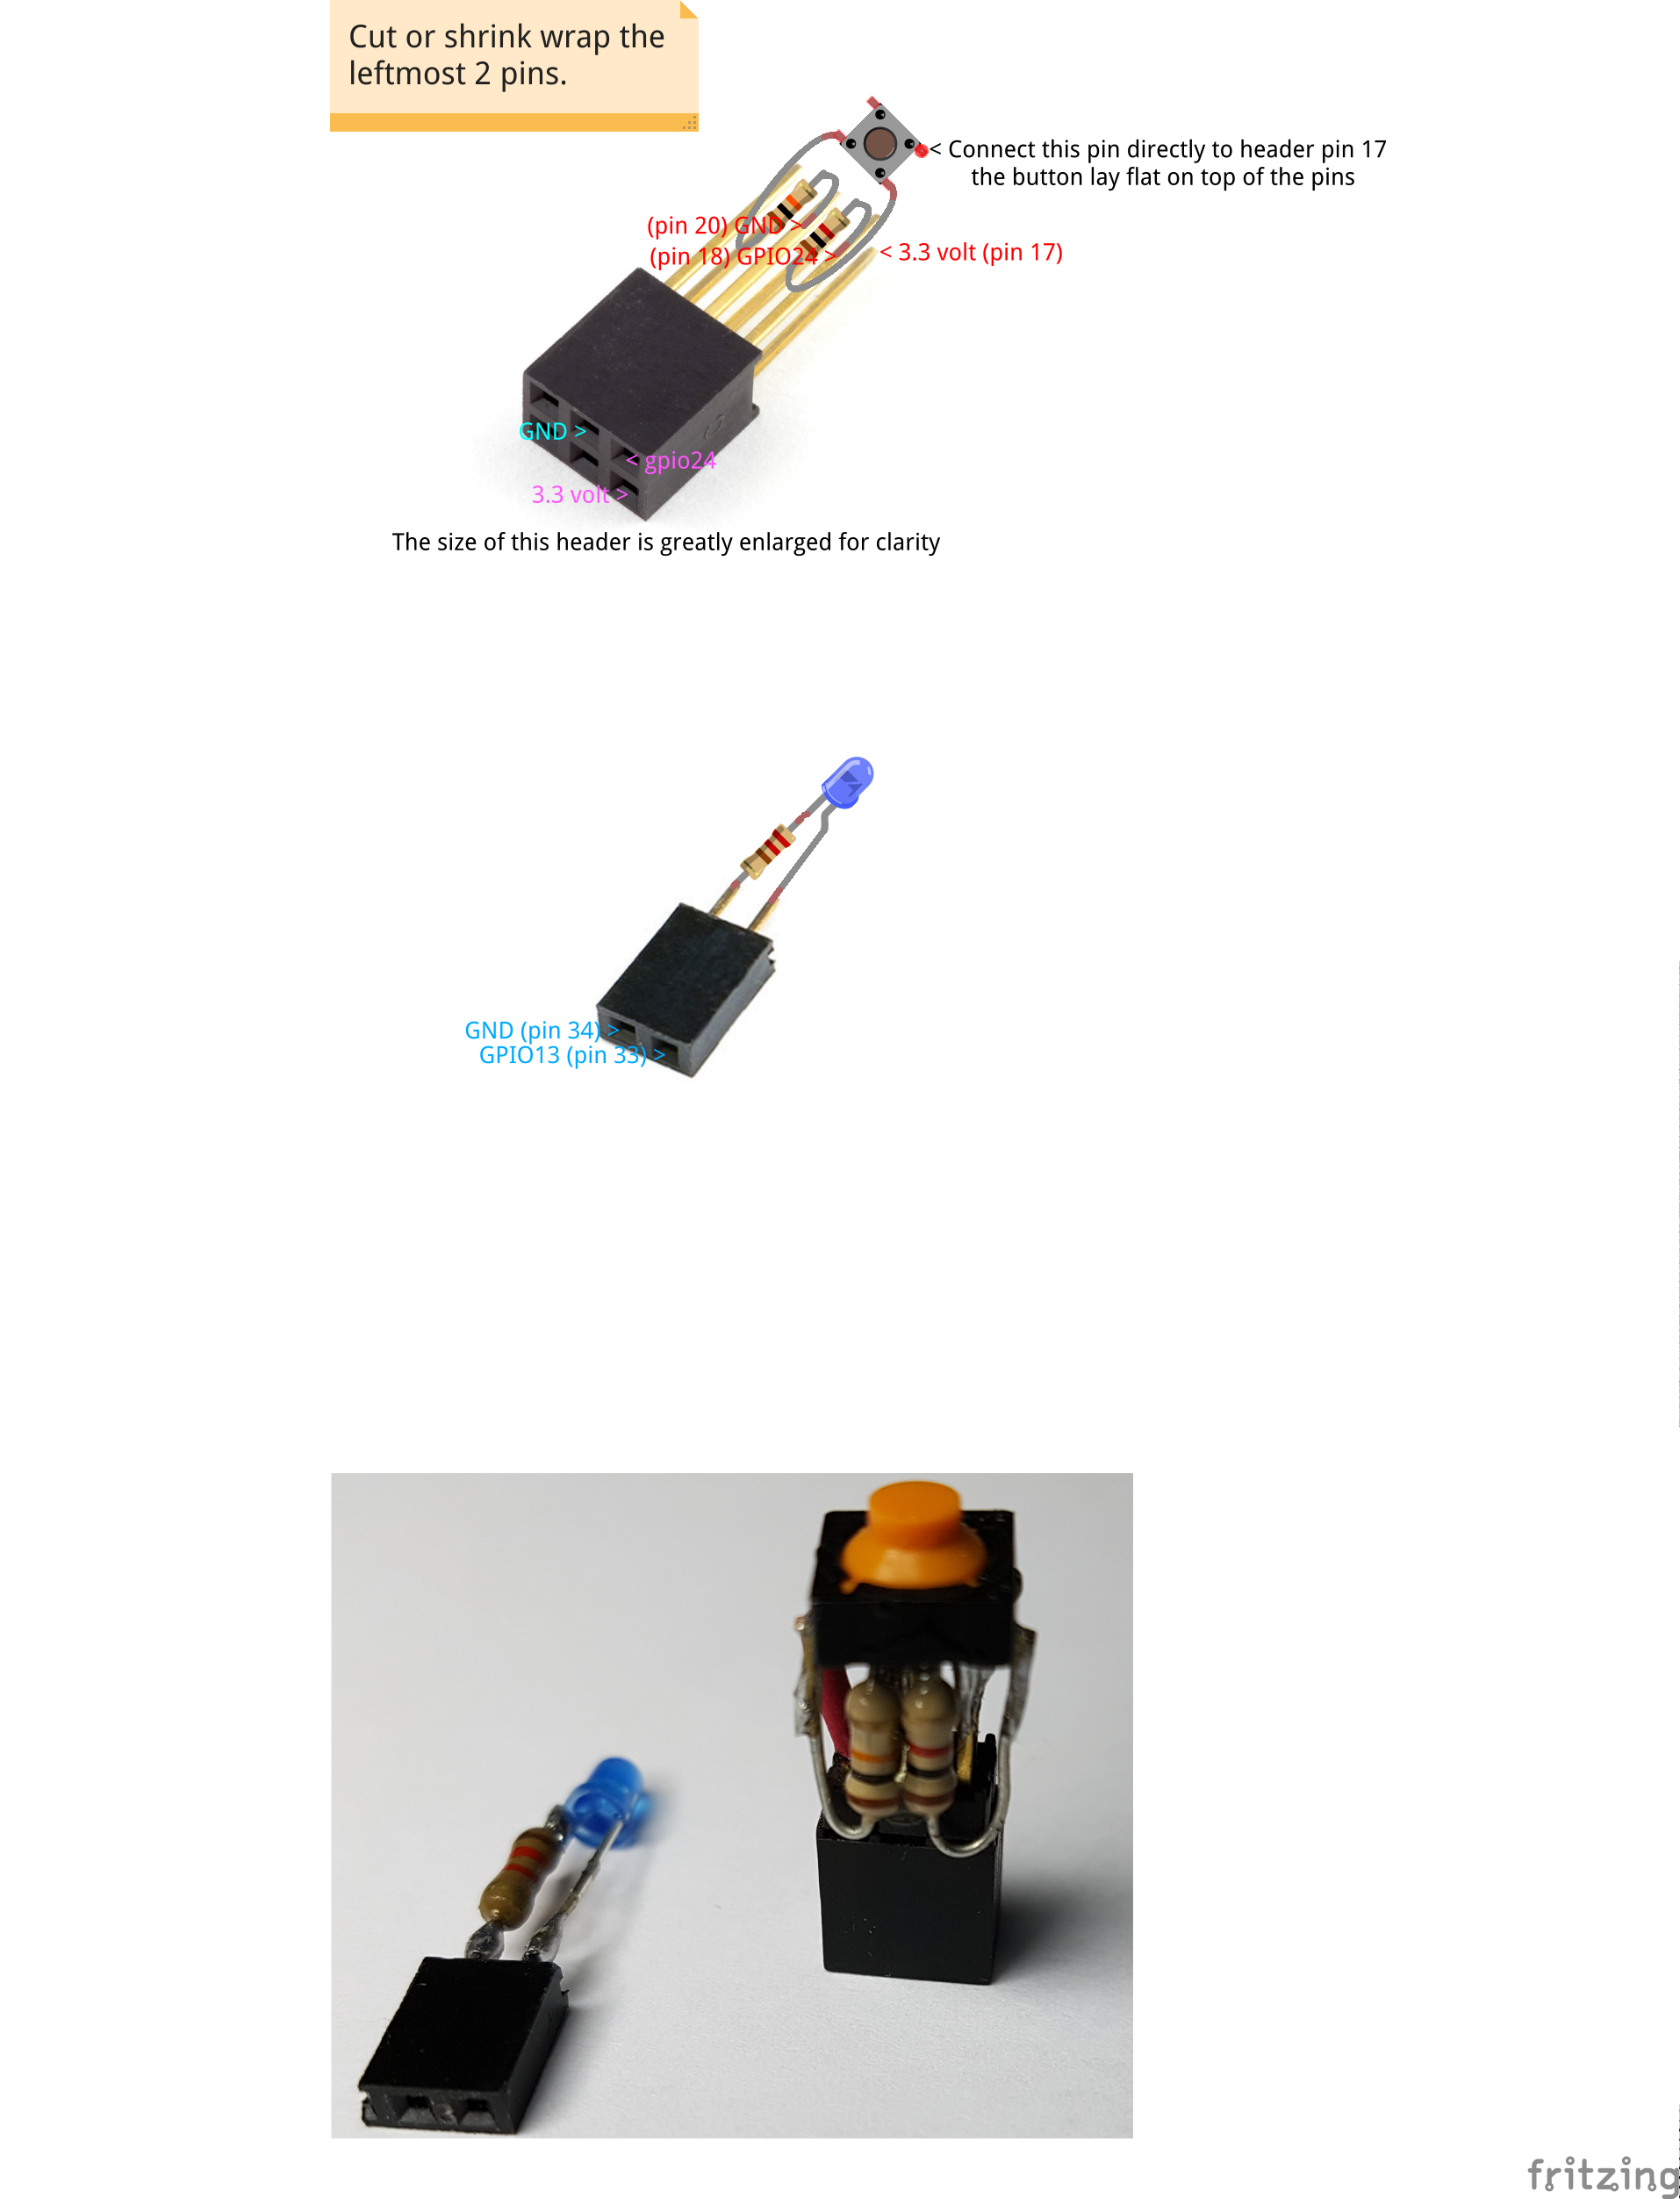 Cut or shrink wrap the
leftmost 2 pins.
< Connect this pin directly to header pin 17
the button lay flat on top of the pins
(pin 20) GND >
(pin 18) GPIO24 >
< 3.3 volt (pin 17)
GND >
< gpio24
3.3 volt >
The size of this header is greatly enlarged for clarity
GND (pin 34) >
GPIO13 (pin 33) >
fritzing